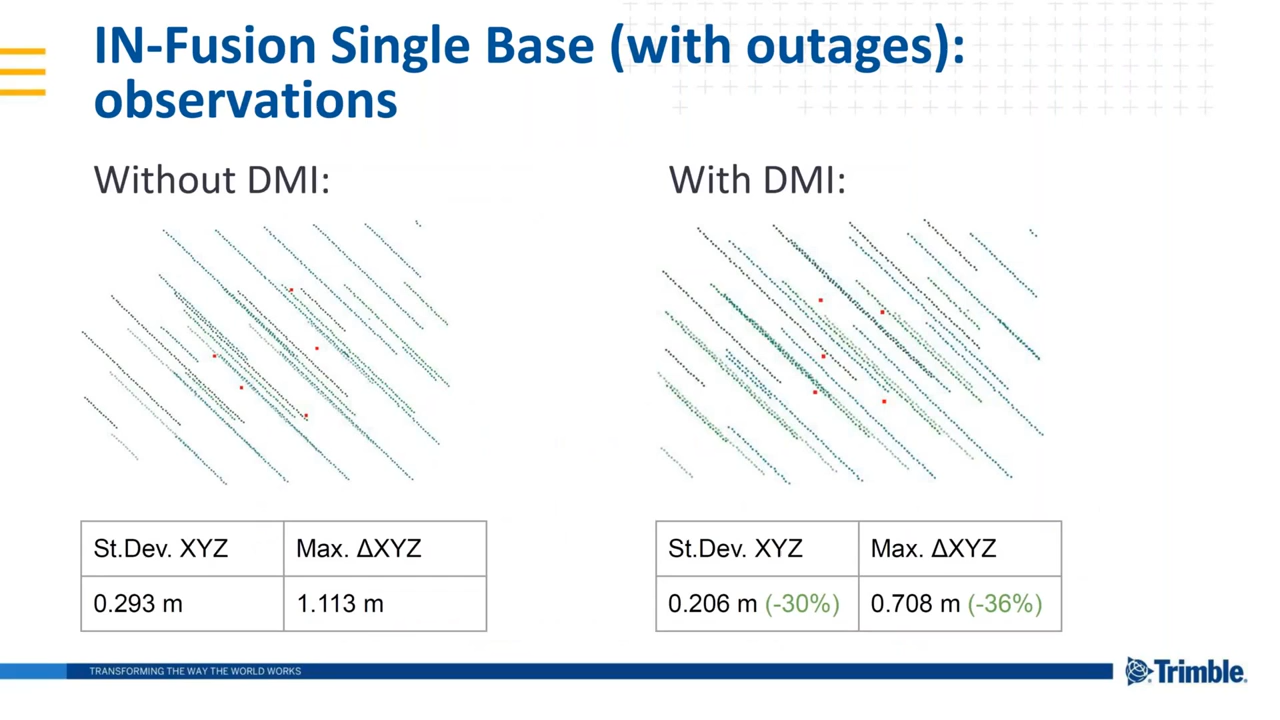 IN-Fusion Single Base (with outages):
observations
Without DMI:
With DMI:
St.Dev. XYZ
Max. ΔXYZ
0.293 m
1.113 m
St.Dev. XYZ
Max. ΔXYZ
0.206 m (-30%)
0.708 m (-36%)
TRANSFORMING THE WAY THE WORLD WORKS
Trimble.